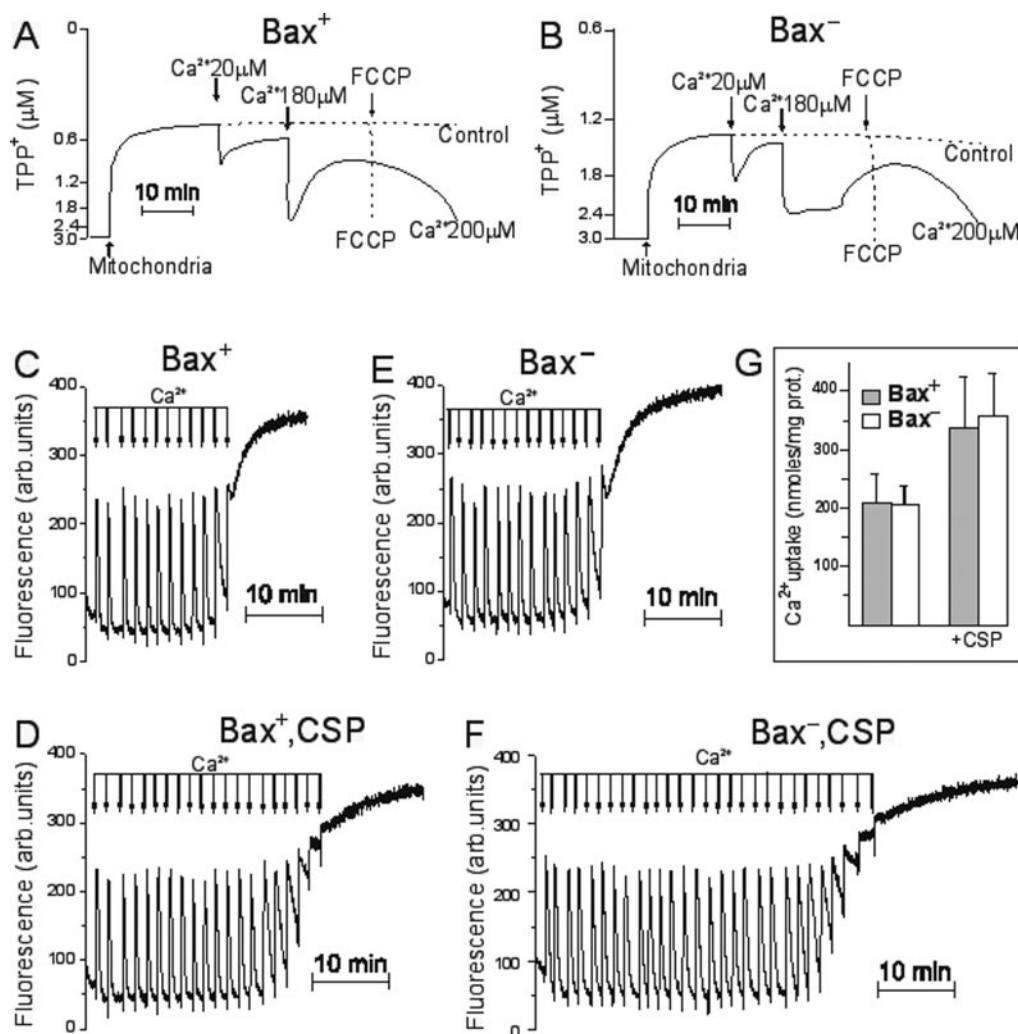 A
Bax⁺
0
0.6
1.2
1.8
2.4
3.0
TPP⁺ (µM)
Ca²⁺20µM
Ca²⁺180µM
FCCP
Control
10 min
FCCP
Ca²⁺200µM
Mitochondria
B
Bax⁻
0.6
1.2
1.8
2.4
3.0
TPP⁺ (µM)
Ca²⁺20µM
Ca²⁺180µM
FCCP
Control
10 min
FCCP
Ca²⁺200µM
Mitochondria
C
Bax⁺
400
300
200
100
0
Fluorescence (arb.units)
Ca²⁺
10 min
E
Bax⁻
400
300
200
100
0
Fluorescence (arb.units)
Ca²⁺
10 min
G
400
300
200
100
Ca²⁺uptake (nmoles/mg prot.)
Bax⁺
Bax⁻
+CSP
D
Bax⁺,CSP
400
300
200
100
0
Fluorescence (arb.units)
Ca²⁺
10 min
F
Bax⁻,CSP
400
300
200
100
0
Fluorescence (arb.units)
Ca²⁺
10 min